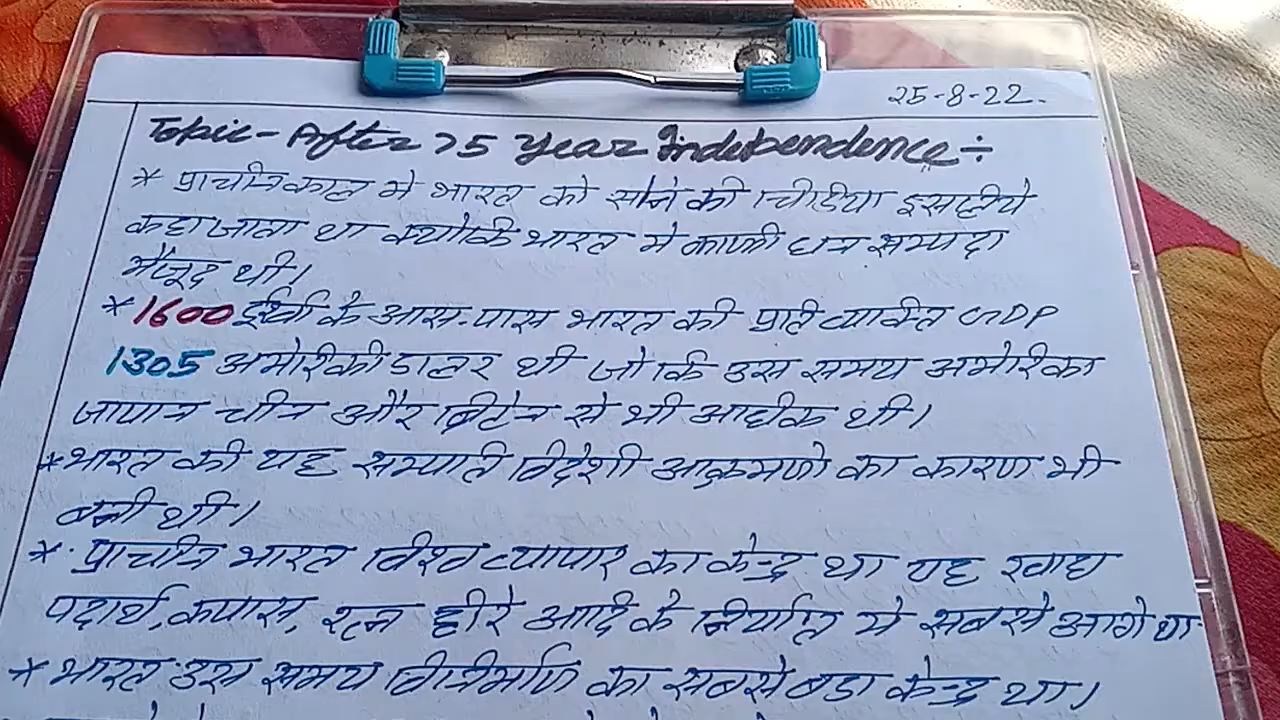 25-8-22.
Topic - After 75 Year Independence ÷
* प्राचीन काल मे भारत को सोने की चिडीया इसलीये
कहा जाता था क्योकि भारत मे काफी धन सम्पदा
मौजूद थी।
* 1600 ईस्वी के आस-पास भारत की प्रति व्यक्ति GDP
1305 अमेरीकी डालर थी जो कि उस समय अमेरीका
जापान चीन और ब्रिटेन से भी अधीक थी।
* भारत की यह सम्पति विदेशी आक्रमणो का कारण भी
बनी थी।
* प्राचीन भारत विश्व व्यापार का केन्द्र था यह खाद्य
पदार्थ, कपास, रत्न हीरे आदि के निर्यात मे सबसे आगे था
* भारत उस समय विनीर्माण का सबसे बडा केन्द्र था।